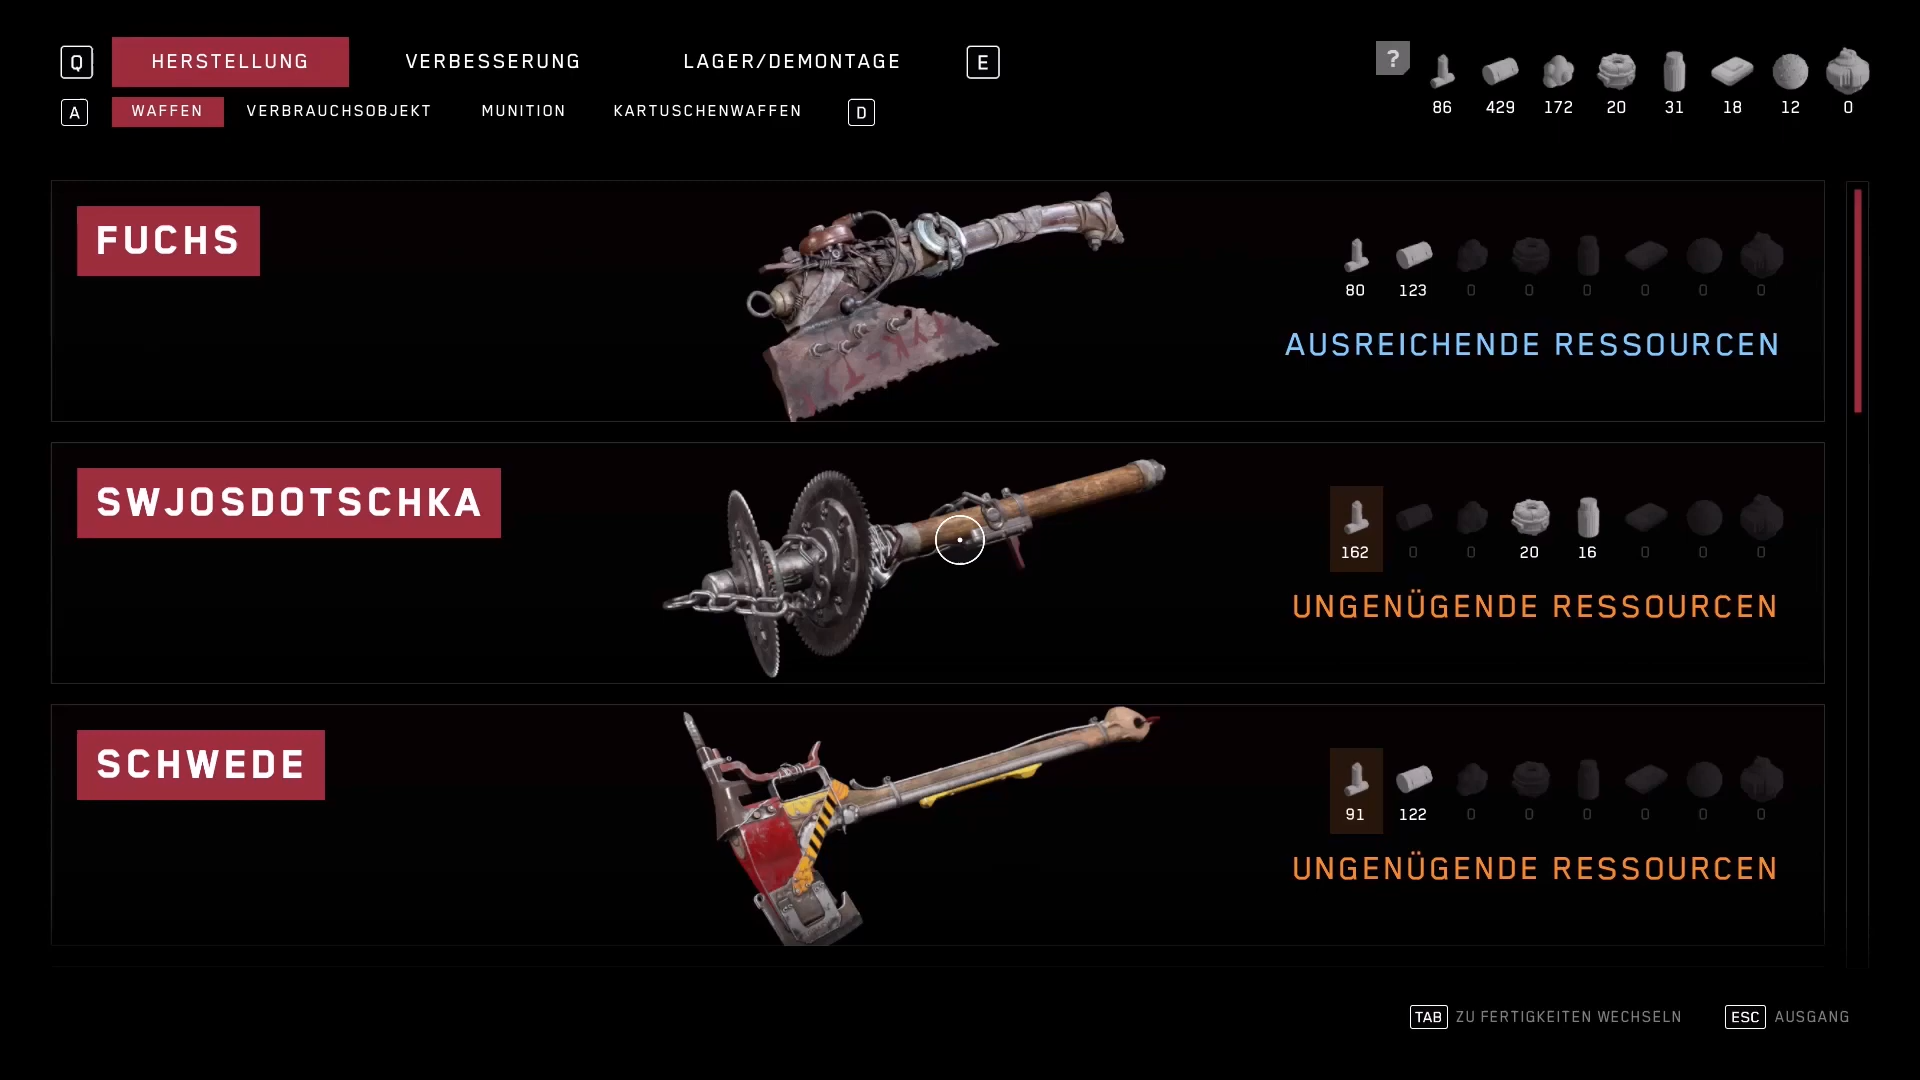 Q HERSTELLUNG VERBESSERUNG LAGER/DEMONTAGE E ?
A WAFFEN VERBRAUCHSOBJEKT MUNITION KARTUSCHENWAFFEN D
86 429 172 20 31 18 12 0
FUCHS
80 123 0 0 0 0 0 0
AUSREICHENDE RESSOURCEN
SWJOSDOTSCHKA
162 0 0 20 16 0 0 0
UNGENÜGENDE RESSOURCEN
SCHWEDE
91 122 0 0 0 0 0 0
UNGENÜGENDE RESSOURCEN
TAB ZU FERTIGKEITEN WECHSELN ESC AUSGANG